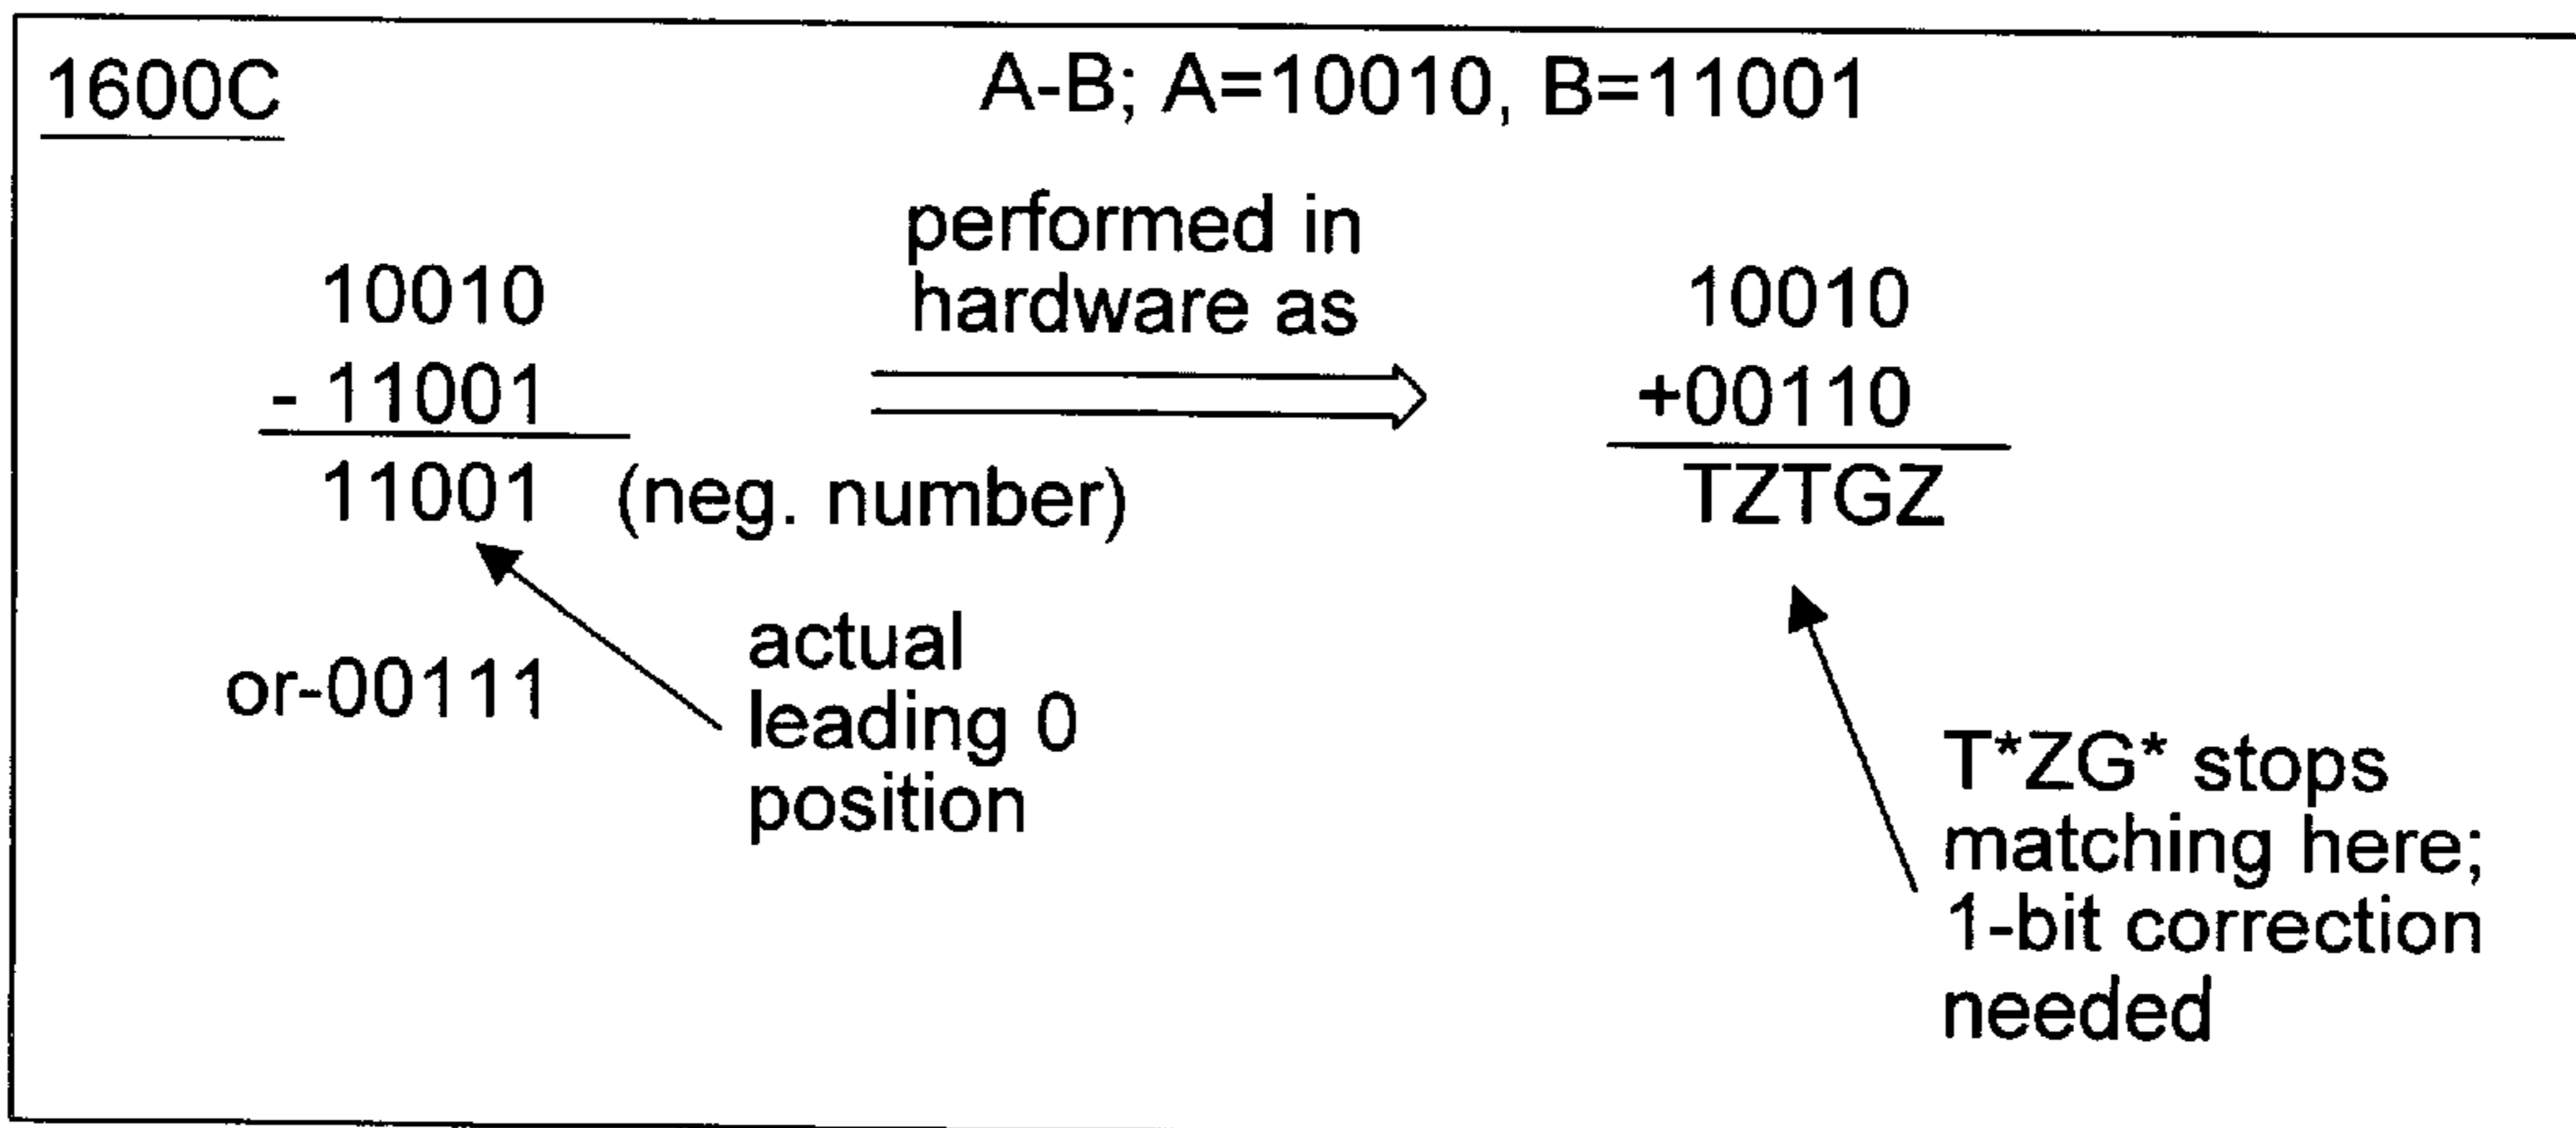 1600C
A-B; A=10010, B=11001
performed in
hardware as
10010
- 11001
11001 (neg. number)
or-00111
actual
leading 0
position
10010
+00110
TZTGZ
T*ZG* stops
matching here;
1-bit correction
needed